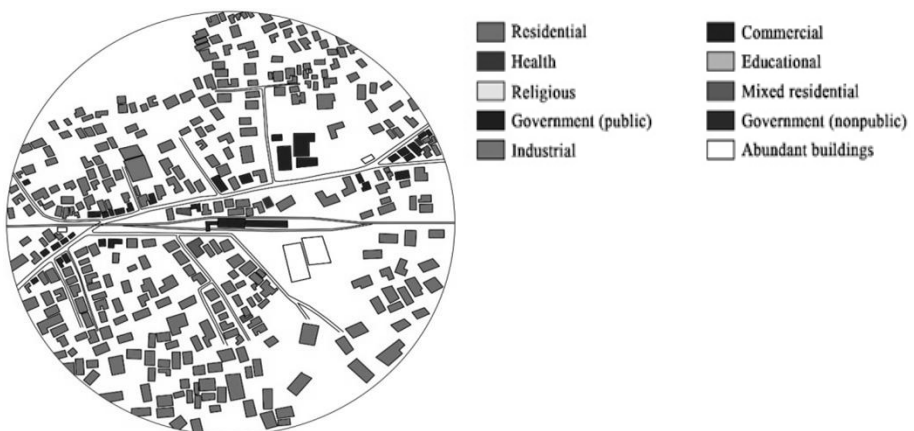 Residential
Health
Religious
Government (public)
Industrial
Commercial
Educational
Mixed residential
Government (nonpublic)
Abundant buildings